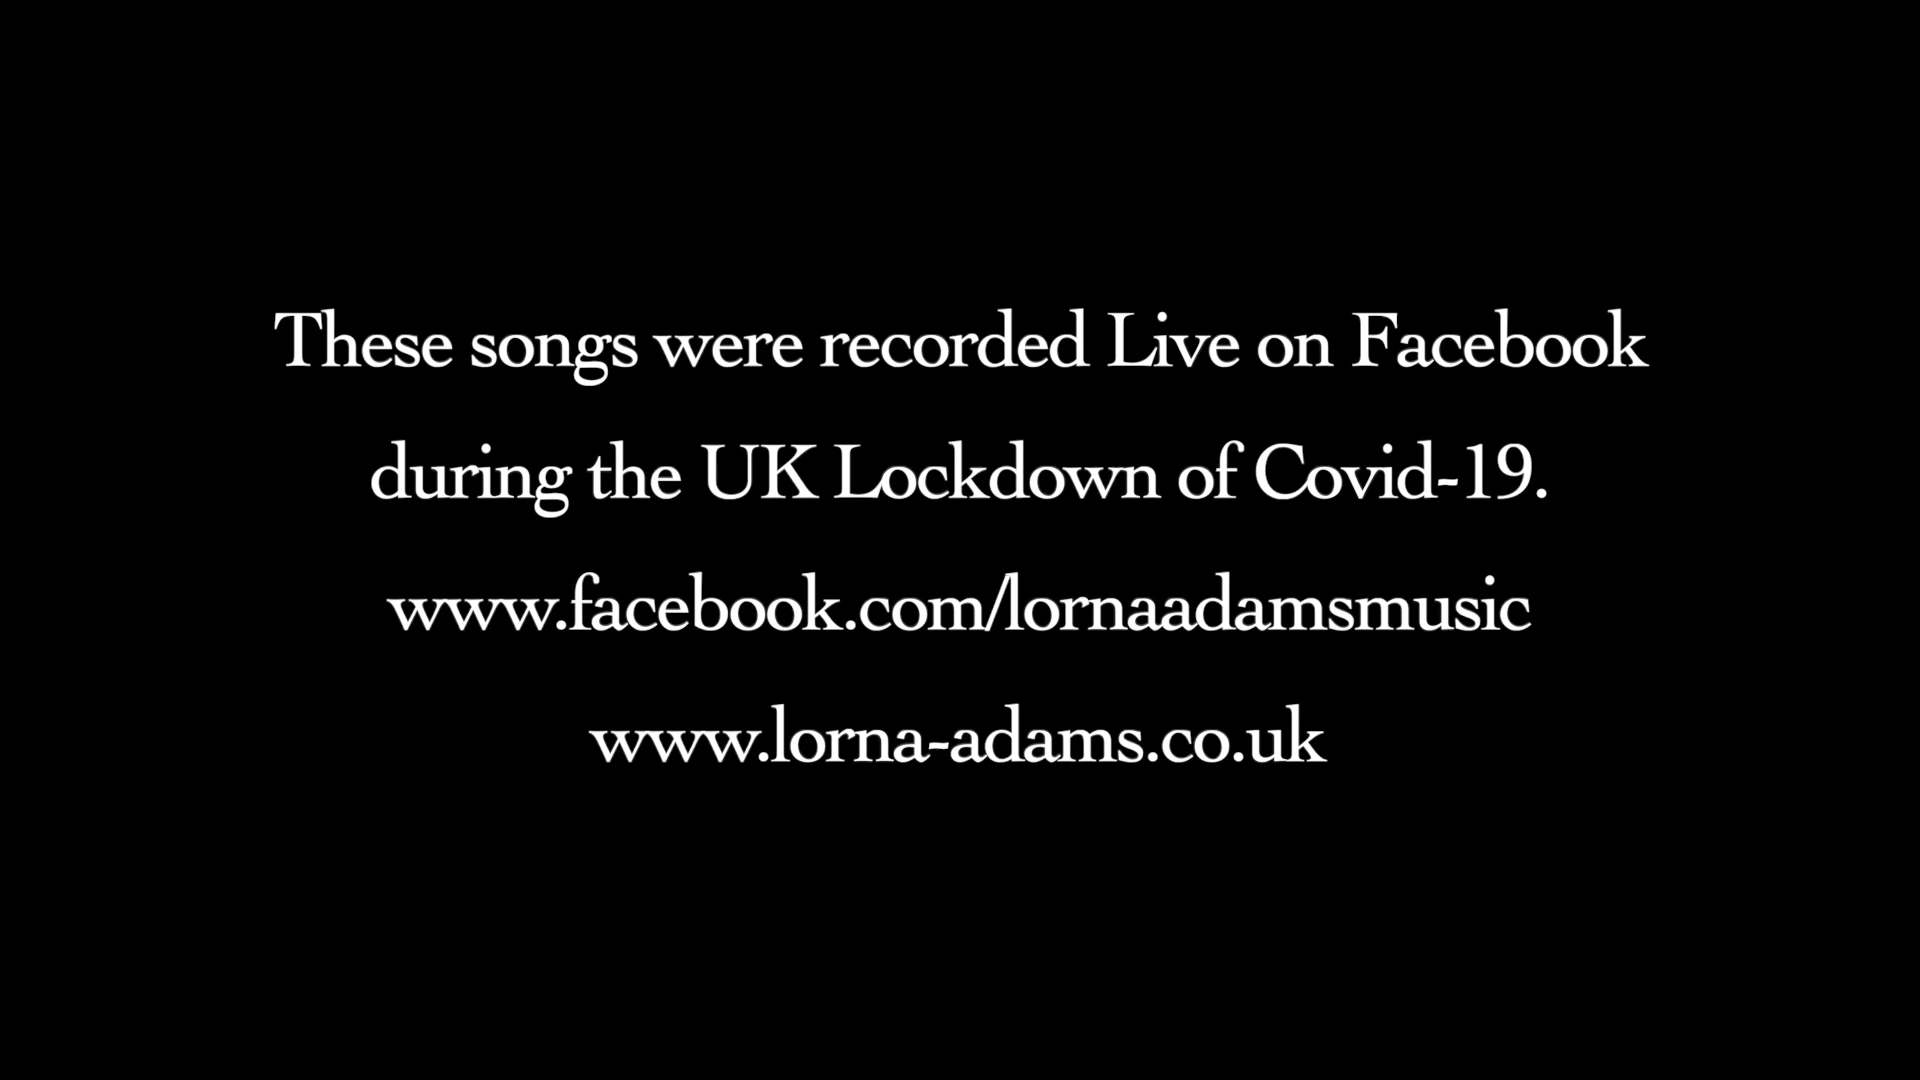 These songs were recorded Live on Facebook
during the UK Lockdown of Covid-19.
www.facebook.com/lornaadamsmusic
www.lorna-adams.co.uk